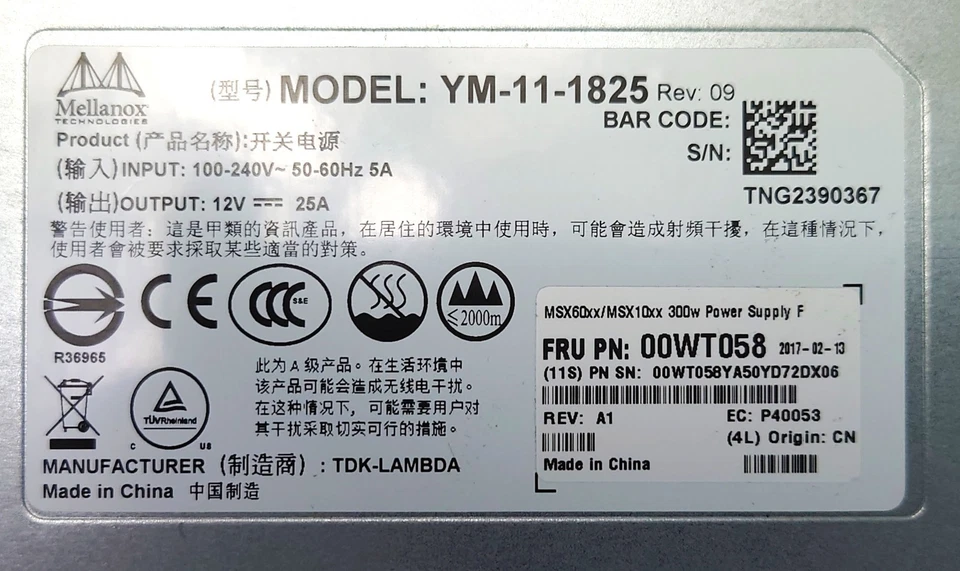 Mellanox
TECHNOLOGIES
(型号) MODEL: YM-11-1825 Rev: 09
BAR CODE:
S/N:
TNG2390367
Product (产品名称):开关电源
(输入)INPUT: 100-240V~ 50-60Hz 5A
(输出)OUTPUT: 12V ⎓ 25A
警告使用者：這是甲類的資訊產品，在居住的環境中使用時，可能會造成射頻干擾，在這種情況下，
使用者會被要求採取某些適當的對策。
R36965
CE
CCC S&E
≤2000m
TÜVRheinland
C US
此为 A 级产品。在生活环境中
该产品可能会造成无线电干扰。
在这种情况下，可能需要用户对
其干扰采取切实可行的措施。
MANUFACTURER (制造商) : TDK-LAMBDA
Made in China 中国制造
MSX60xx/MSX10xx 300w Power Supply F
FRU PN: 00WT058 2017-02-13
(11S) PN SN: 00WT058YA50YD72DX06
REV: A1 EC: P40053
(4L) Origin: CN
Made in China